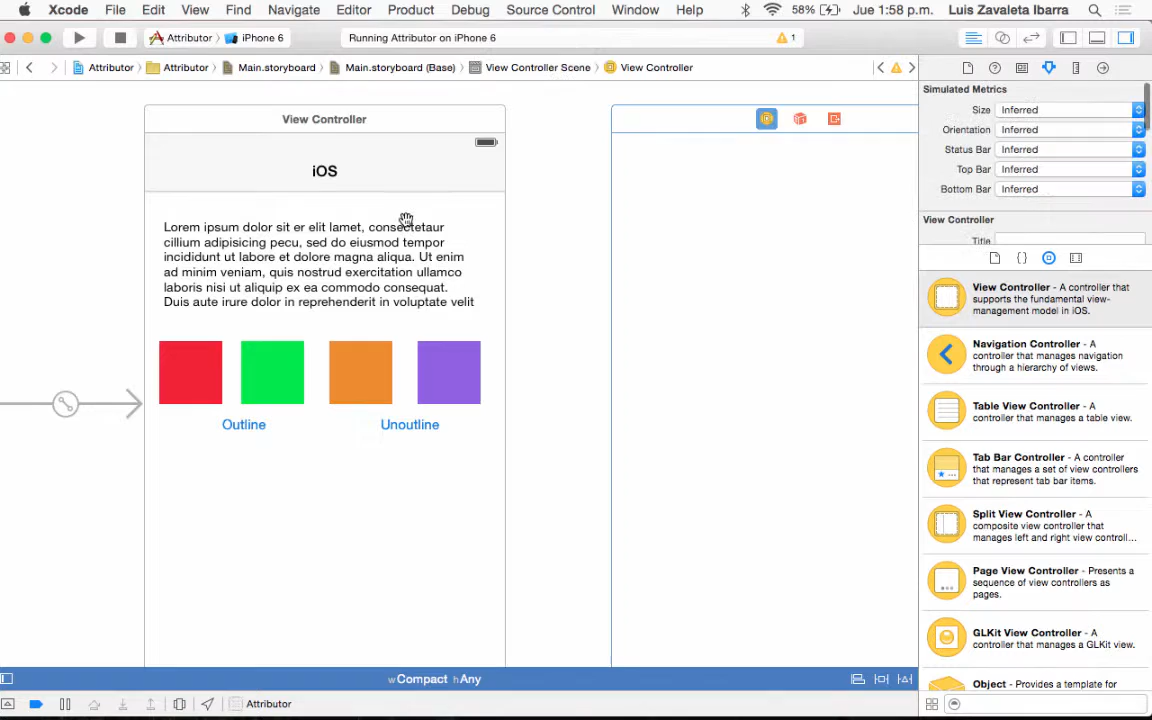 Xcode File Edit View Find Navigate Editor Product Debug Source Control Window Help 58% Jue 1:58 p.m. Luis Zavaleta Ibarra
Attributor iPhone 6 Running Attributor on iPhone 6 1
Attributor Attributor Main.storyboard Main.storyboard (Base) View Controller Scene View Controller
Simulated Metrics
Size Inferred
Orientation Inferred
Status Bar Inferred
Top Bar Inferred
Bottom Bar Inferred
View Controller
Title
View Controller
iOS
Lorem ipsum dolor sit er elit lamet, consectetaur
cillium adipisicing pecu, sed do eiusmod tempor
incididunt ut labore et dolore magna aliqua. Ut enim
ad minim veniam, quis nostrud exercitation ullamco
laboris nisi ut aliquip ex ea commodo consequat.
Duis aute irure dolor in reprehenderit in voluptate velit
Outline Unoutline
View Controller - A controller that
supports the fundamental view-
management model in iOS.
Navigation Controller - A
controller that manages navigation
through a hierarchy of views.
Table View Controller - A
controller that manages a table view.
Tab Bar Controller - A controller
that manages a set of view controllers
that represent tab bar items.
Split View Controller - A
composite view controller that
manages left and right view controll...
Page View Controller - Presents a
sequence of view controllers as
pages.
GLKit View Controller - A
controller that manages a GLKit view.
Object - Provides a template for
wCompact hAny
Attributor